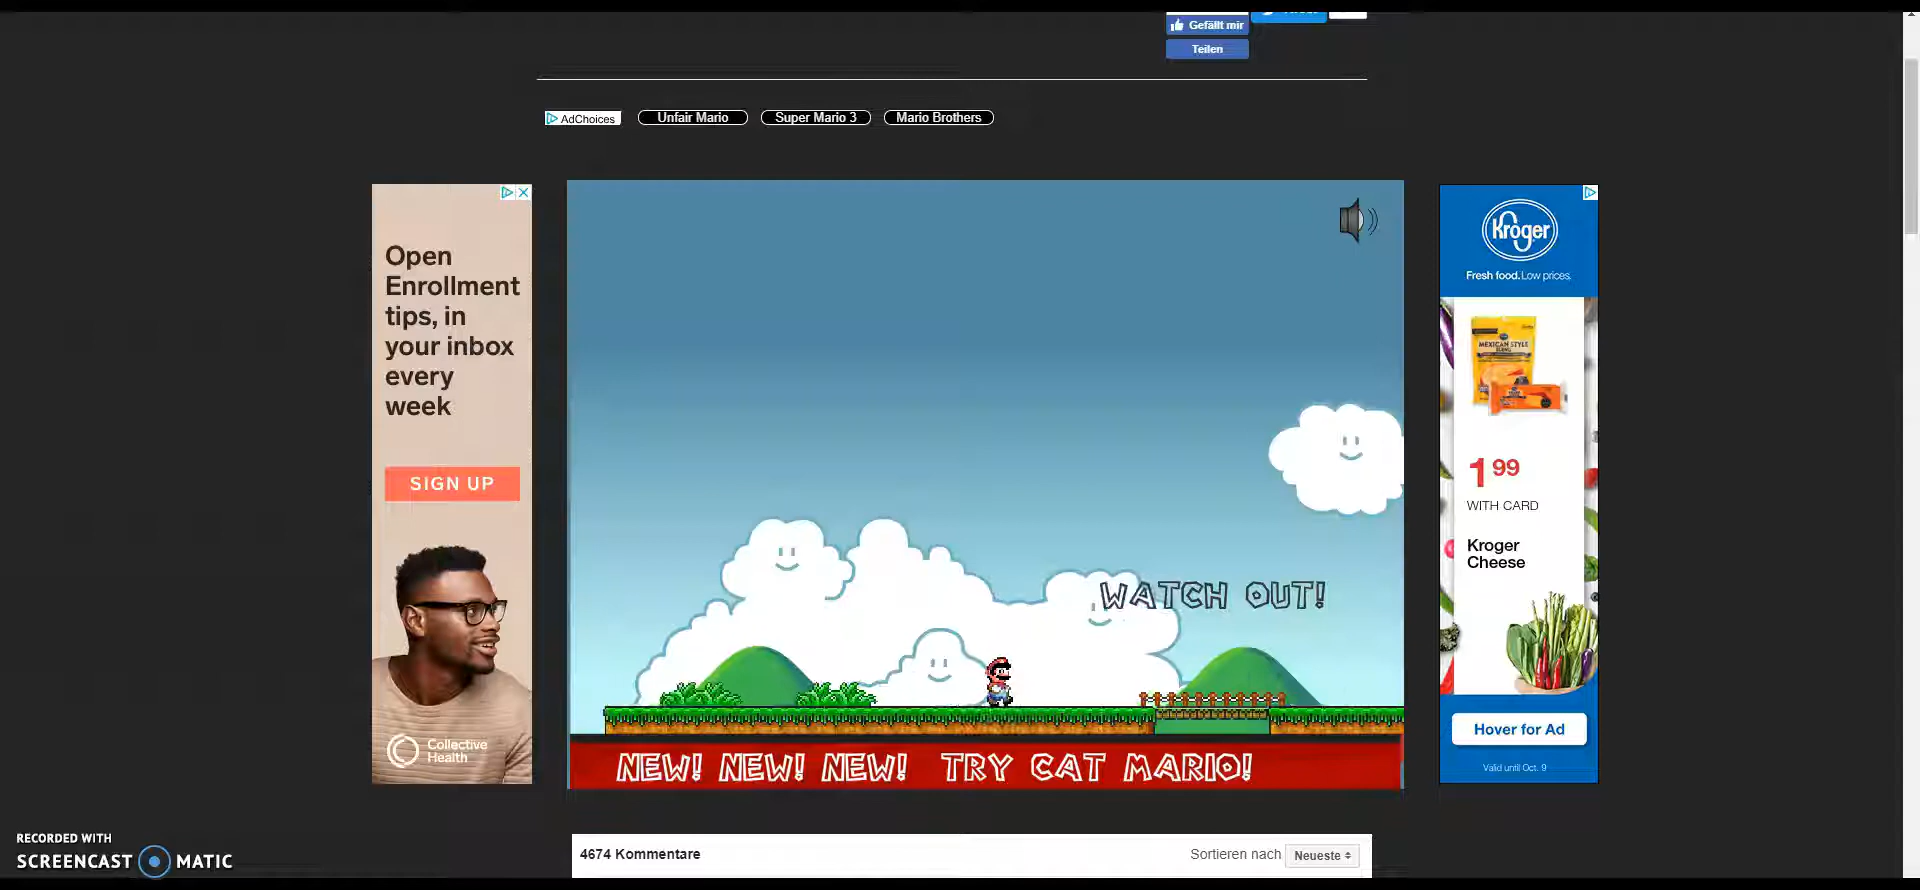 Gefällt mir
Teilen
AdChoices
Unfair Mario
Super Mario 3
Mario Brothers
Open
Enrollment
tips, in
your inbox
every
week
SIGN UP
Collective
Health
WATCH OUT!
NEW! NEW! NEW! TRY CAT MARIO!
Kroger
Fresh food. Low prices.
MEXICAN STYLE
1 99
WITH CARD
Kroger
Cheese
Hover for Ad
Valid until Oct. 9
4674 Kommentare
Sortieren nach
Neueste
RECORDED WITH
SCREENCAST MATIC